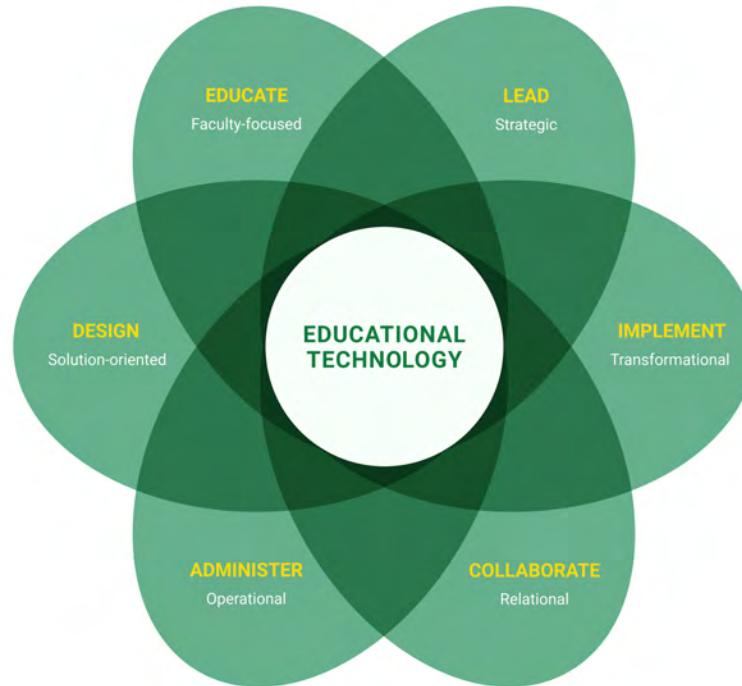 EDUCATE
Faculty-focused
LEAD
Strategic
DESIGN
Solution-oriented
EDUCATIONAL
TECHNOLOGY
IMPLEMENT
Transformational
ADMINISTER
Operational
COLLABORATE
Relational